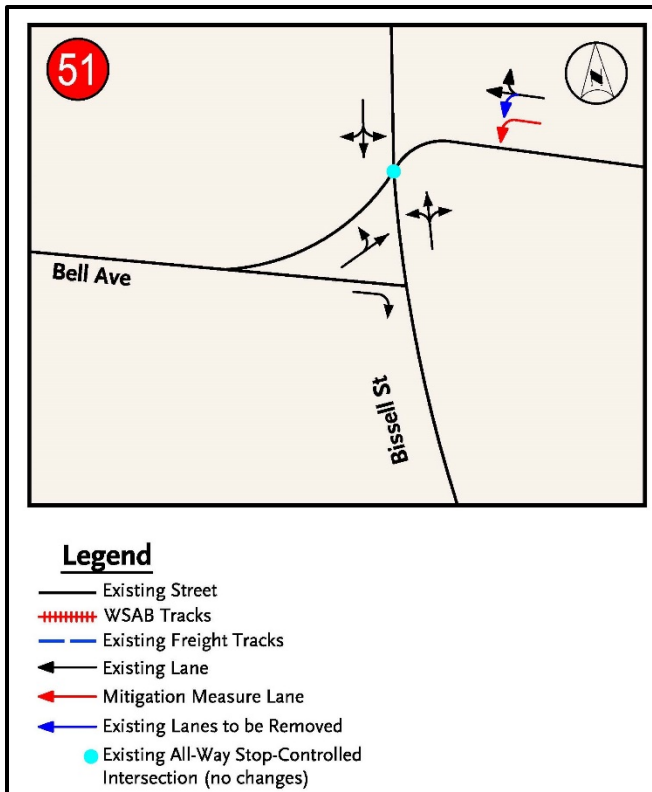 51
Bell Ave
Bissell St
Legend
Existing Street
WSAB Tracks
Existing Freight Tracks
Existing Lane
Mitigation Measure Lane
Existing Lanes to be Removed
Existing All-Way Stop-Controlled
Intersection (no changes)